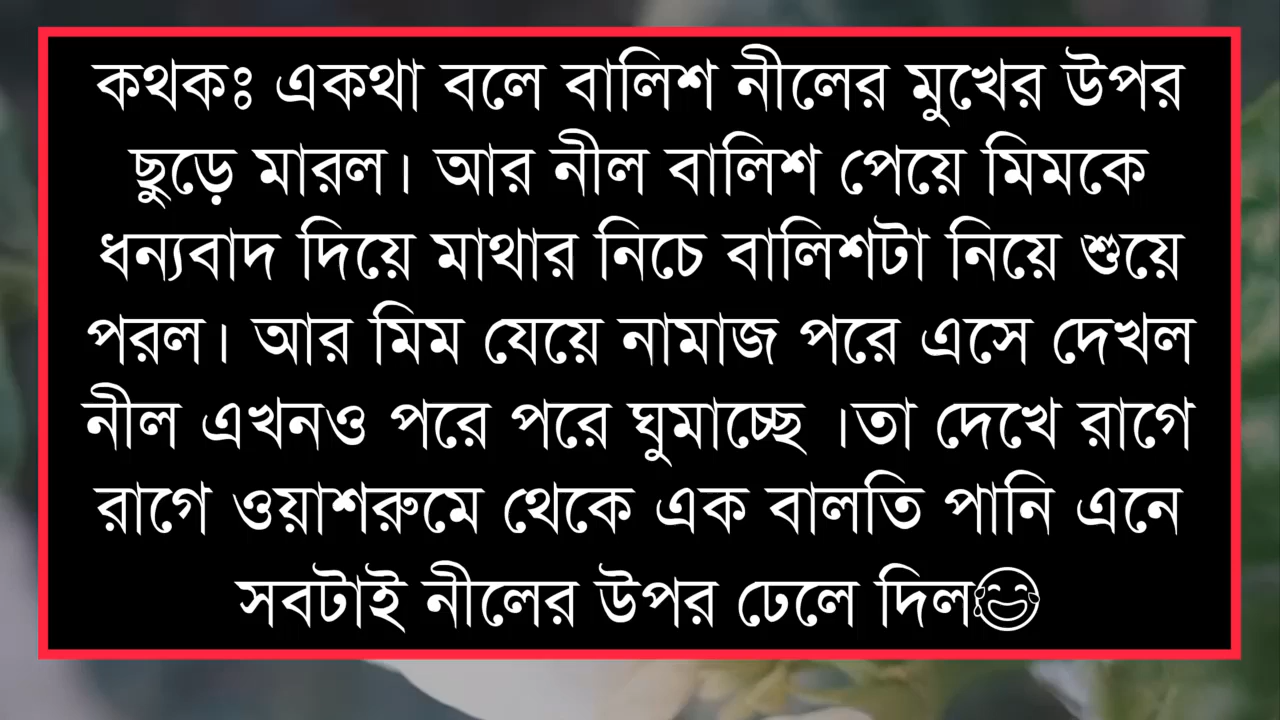 কথকঃ একথা বলে বালিশ নীলের মুখের উপর
ছুড়ে মারল। আর নীল বালিশ পেয়ে মিমকে
ধন্যবাদ দিয়ে মাথার নিচে বালিশটা নিয়ে শুয়ে
পরল। আর মিম যেয়ে নামাজ পরে এসে দেখল
নীল এখনও পরে পরে ঘুমাচ্ছে ।তা দেখে রাগে
রাগে ওয়াশরুমে থেকে এক বালতি পানি এনে
সবটাই নীলের উপর ঢেলে দিল😂